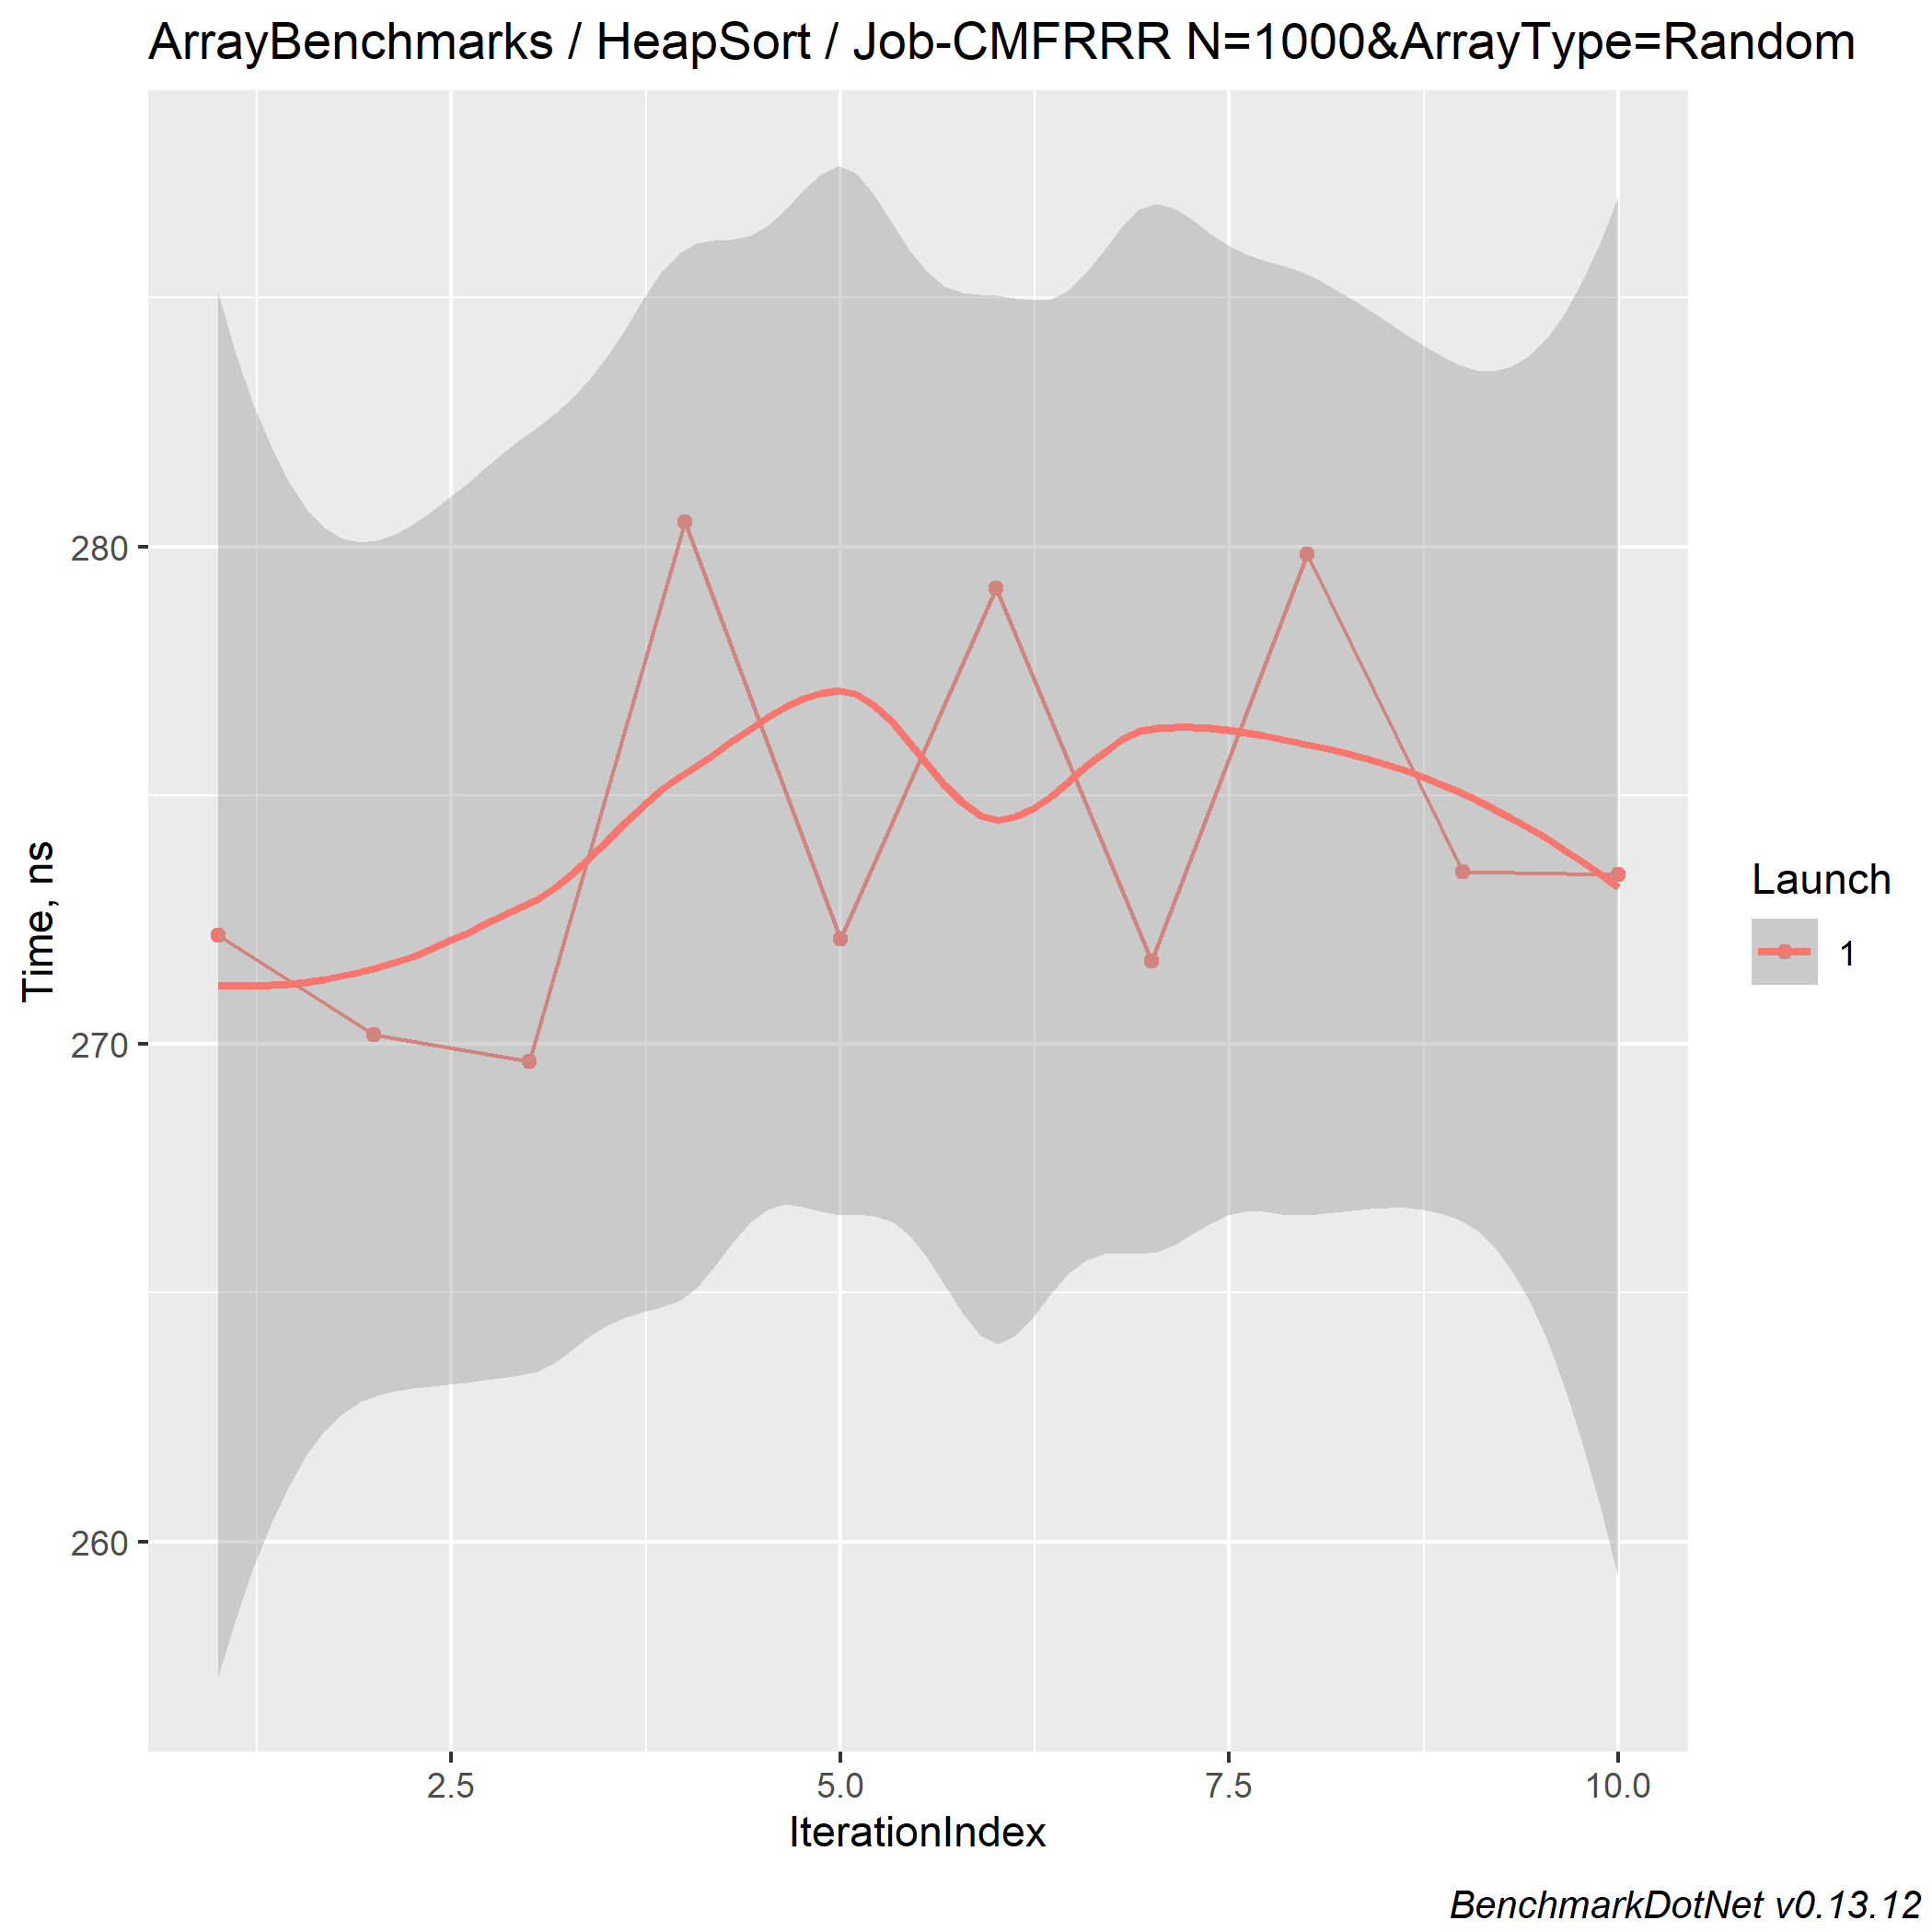 ArrayBenchmarks / HeapSort / Job-CMFRRR N=1000&ArrayType=Random
Time, ns
280
270
260
2.5 5.0 7.5 10.0
IterationIndex
Launch
1
BenchmarkDotNet v0.13.12